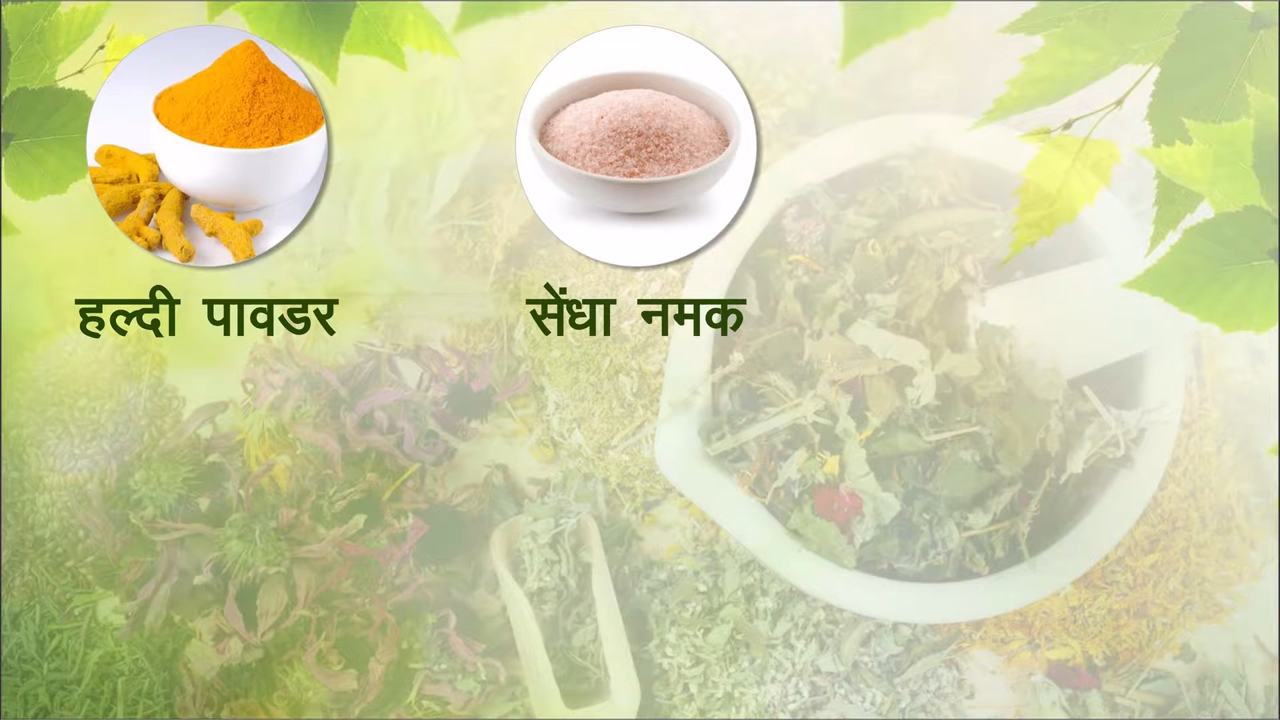 हल्दी पावडर
सेंधा नमक